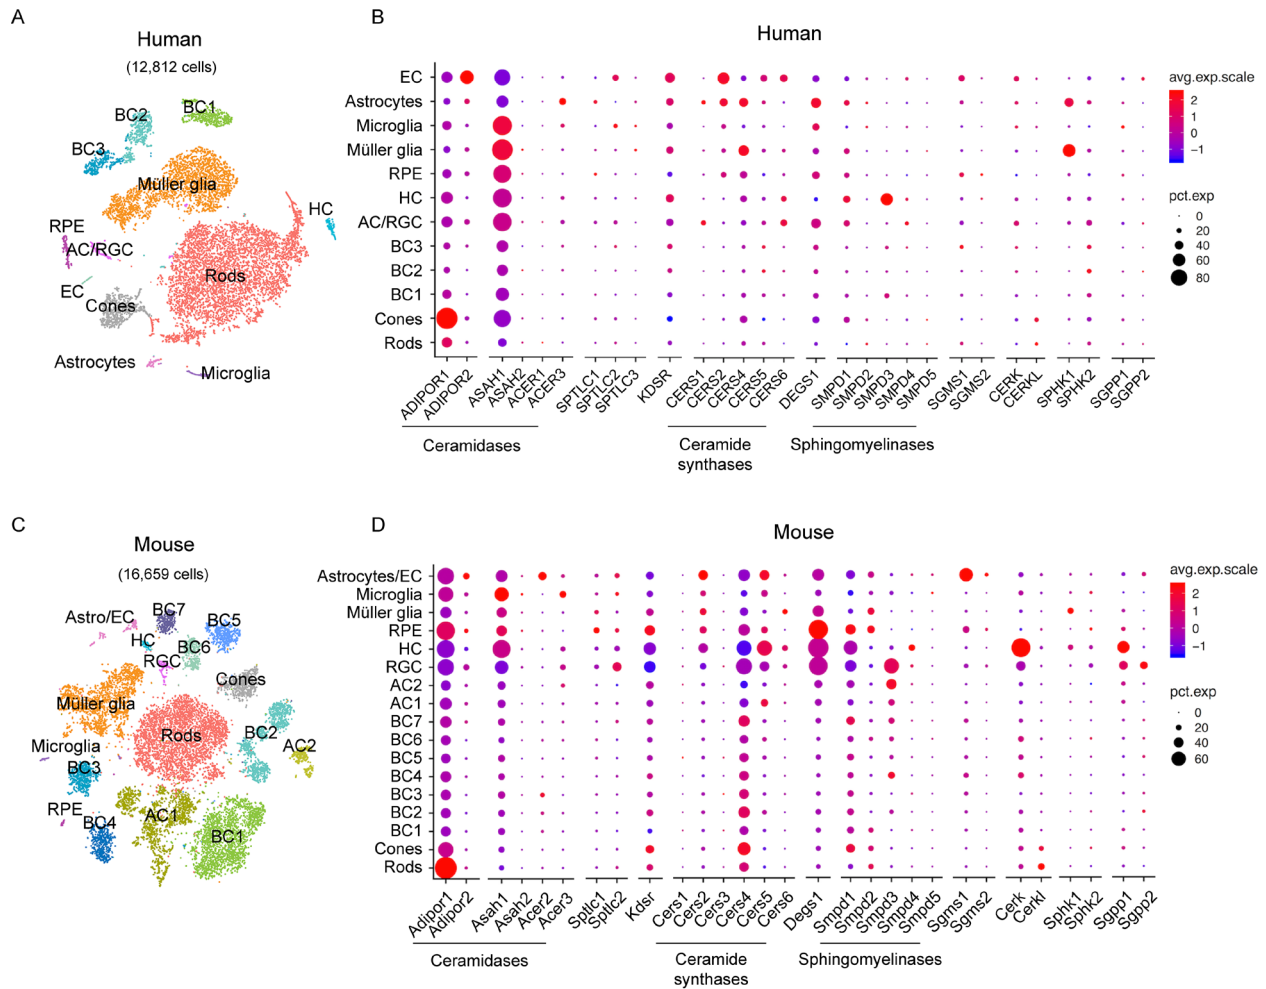 A
Human
(12,812 cells)
BC1
BC2
BC3
Müller glia
HC
RPE
AC/RGC
Rods
EC
Cones
Astrocytes
Microglia
B
Human
EC
Astrocytes
Microglia
Müller glia
RPE
HC
AC/RGC
BC3
BC2
BC1
Cones
Rods
ADIPOR1
ADIPOR2
ASAH1
ASAH2
ACER1
ACER3
SPTLC1
SPTLC2
SPTLC3
KDSR
CERS1
CERS2
CERS4
CERS5
CERS6
DEGS1
SMPD1
SMPD2
SMPD3
SMPD4
SMPD5
SGMS1
SGMS2
CERK
CERKL
SPHK1
SPHK2
SGPP1
SGPP2
Ceramidases
Ceramide
synthases
Sphingomyelinases
avg.exp.scale
2
1
0
−1
pct.exp
0
20
40
60
80
C
Mouse
(16,659 cells)
Astro/EC
BC7
BC5
HC
BC6
RGC
Cones
Müller glia
Rods
BC2
AC2
Microglia
BC3
RPE
BC4
AC1
BC1
D
Mouse
Astrocytes/EC
Microglia
Müller glia
RPE
HC
RGC
AC2
AC1
BC7
BC6
BC5
BC4
BC3
BC2
BC1
Cones
Rods
Adipor1
Adipor2
Asah1
Asah2
Acer2
Acer3
Sptlc1
Sptlc2
Kdsr
Cers1
Cers2
Cers3
Cers4
Cers5
Cers6
Degs1
Smpd1
Smpd2
Smpd3
Smpd4
Smpd5
Sgms1
Sgms2
Cerk
Cerkl
Sphk1
Sphk2
Sgpp1
Sgpp2
Ceramidases
Ceramide
synthases
Sphingomyelinases
avg.exp.scale
3
2
1
0
−1
pct.exp
0
20
40
60